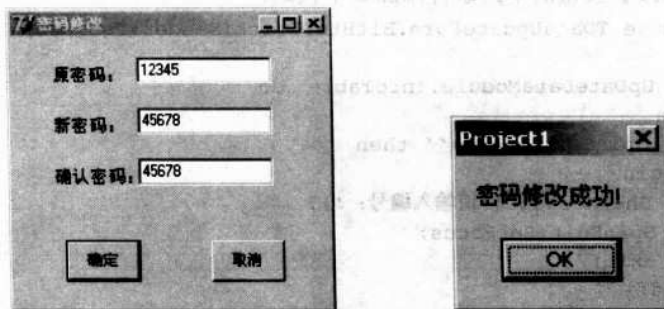 密码修改
原密码： 12345
新密码： 45678
确认密码： 45678
确定
取消
Project1
密码修改成功!
OK